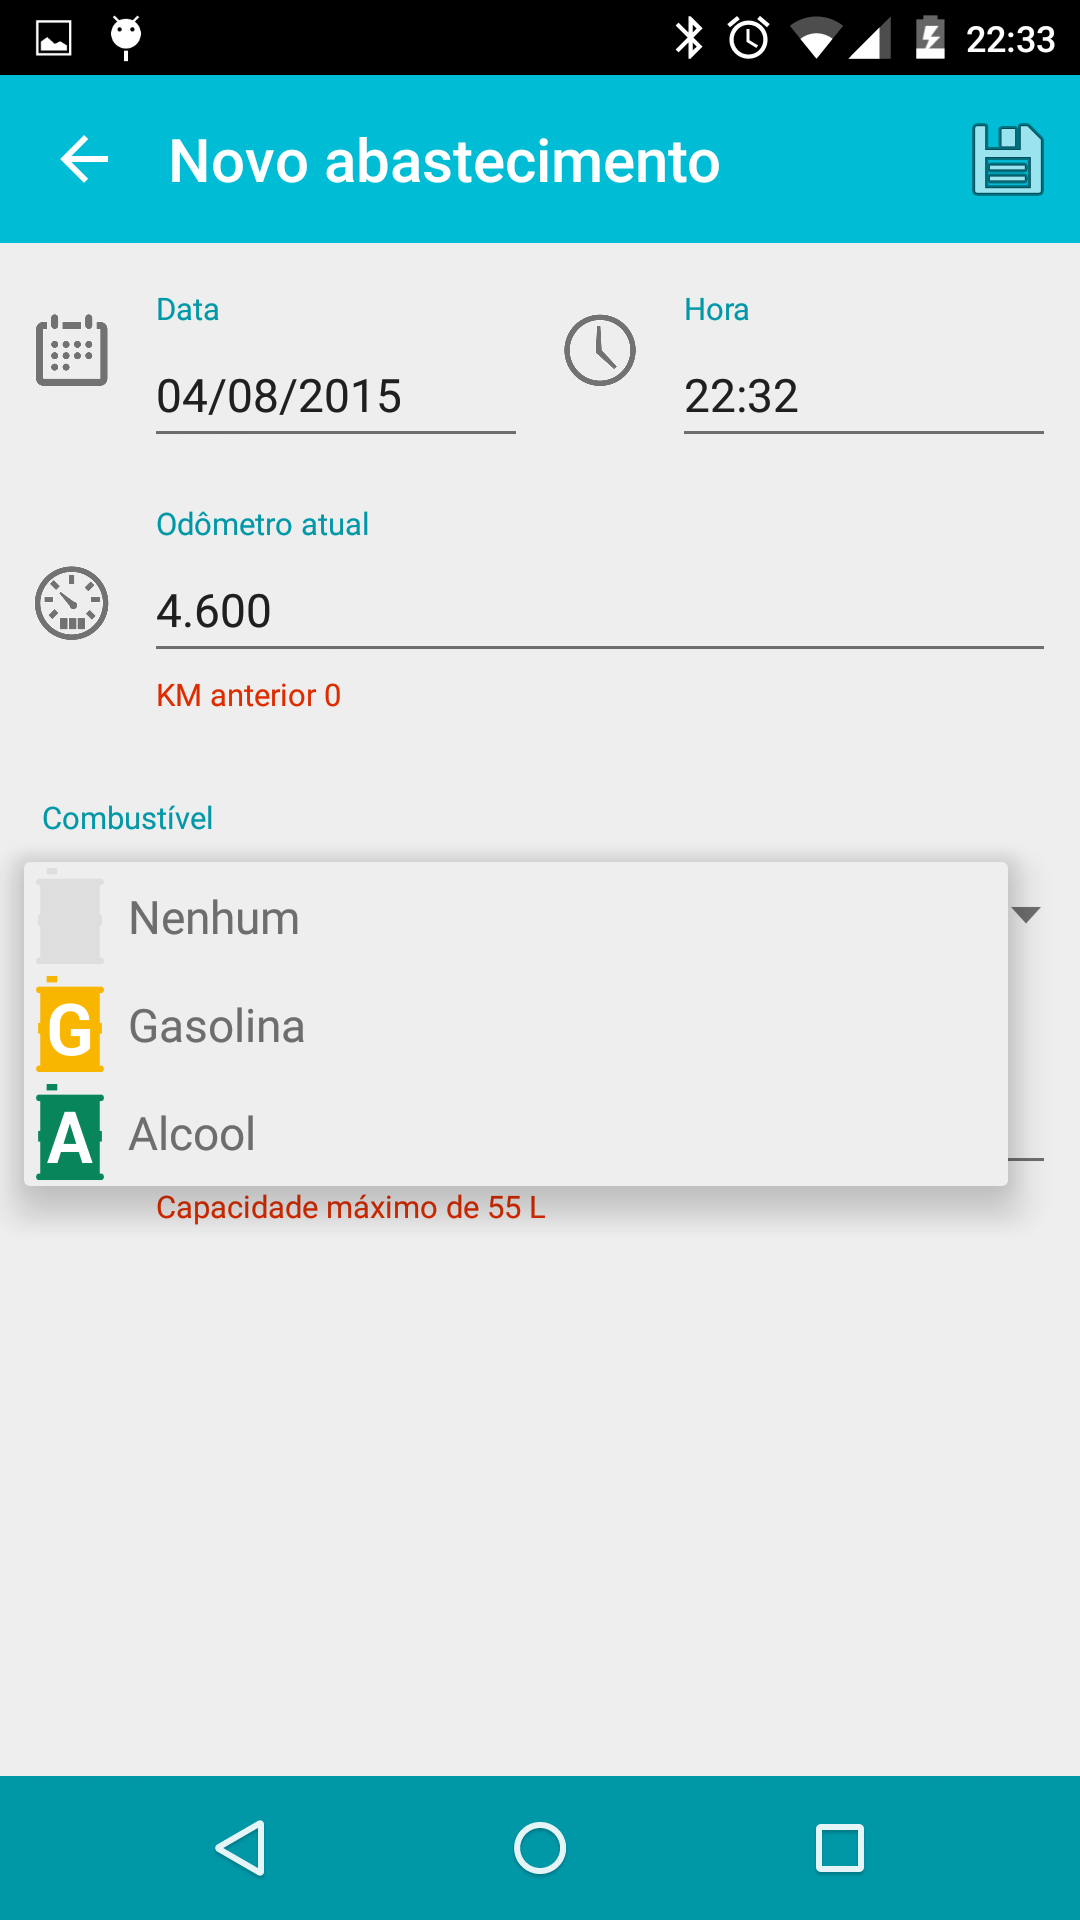 22:33
Novo abastecimento
Data
Hora
04/08/2015
22:32
Odômetro atual
4.600
KM anterior 0
Combustível
Nenhum
G Gasolina
A Alcool
Capacidade máximo de 55 L